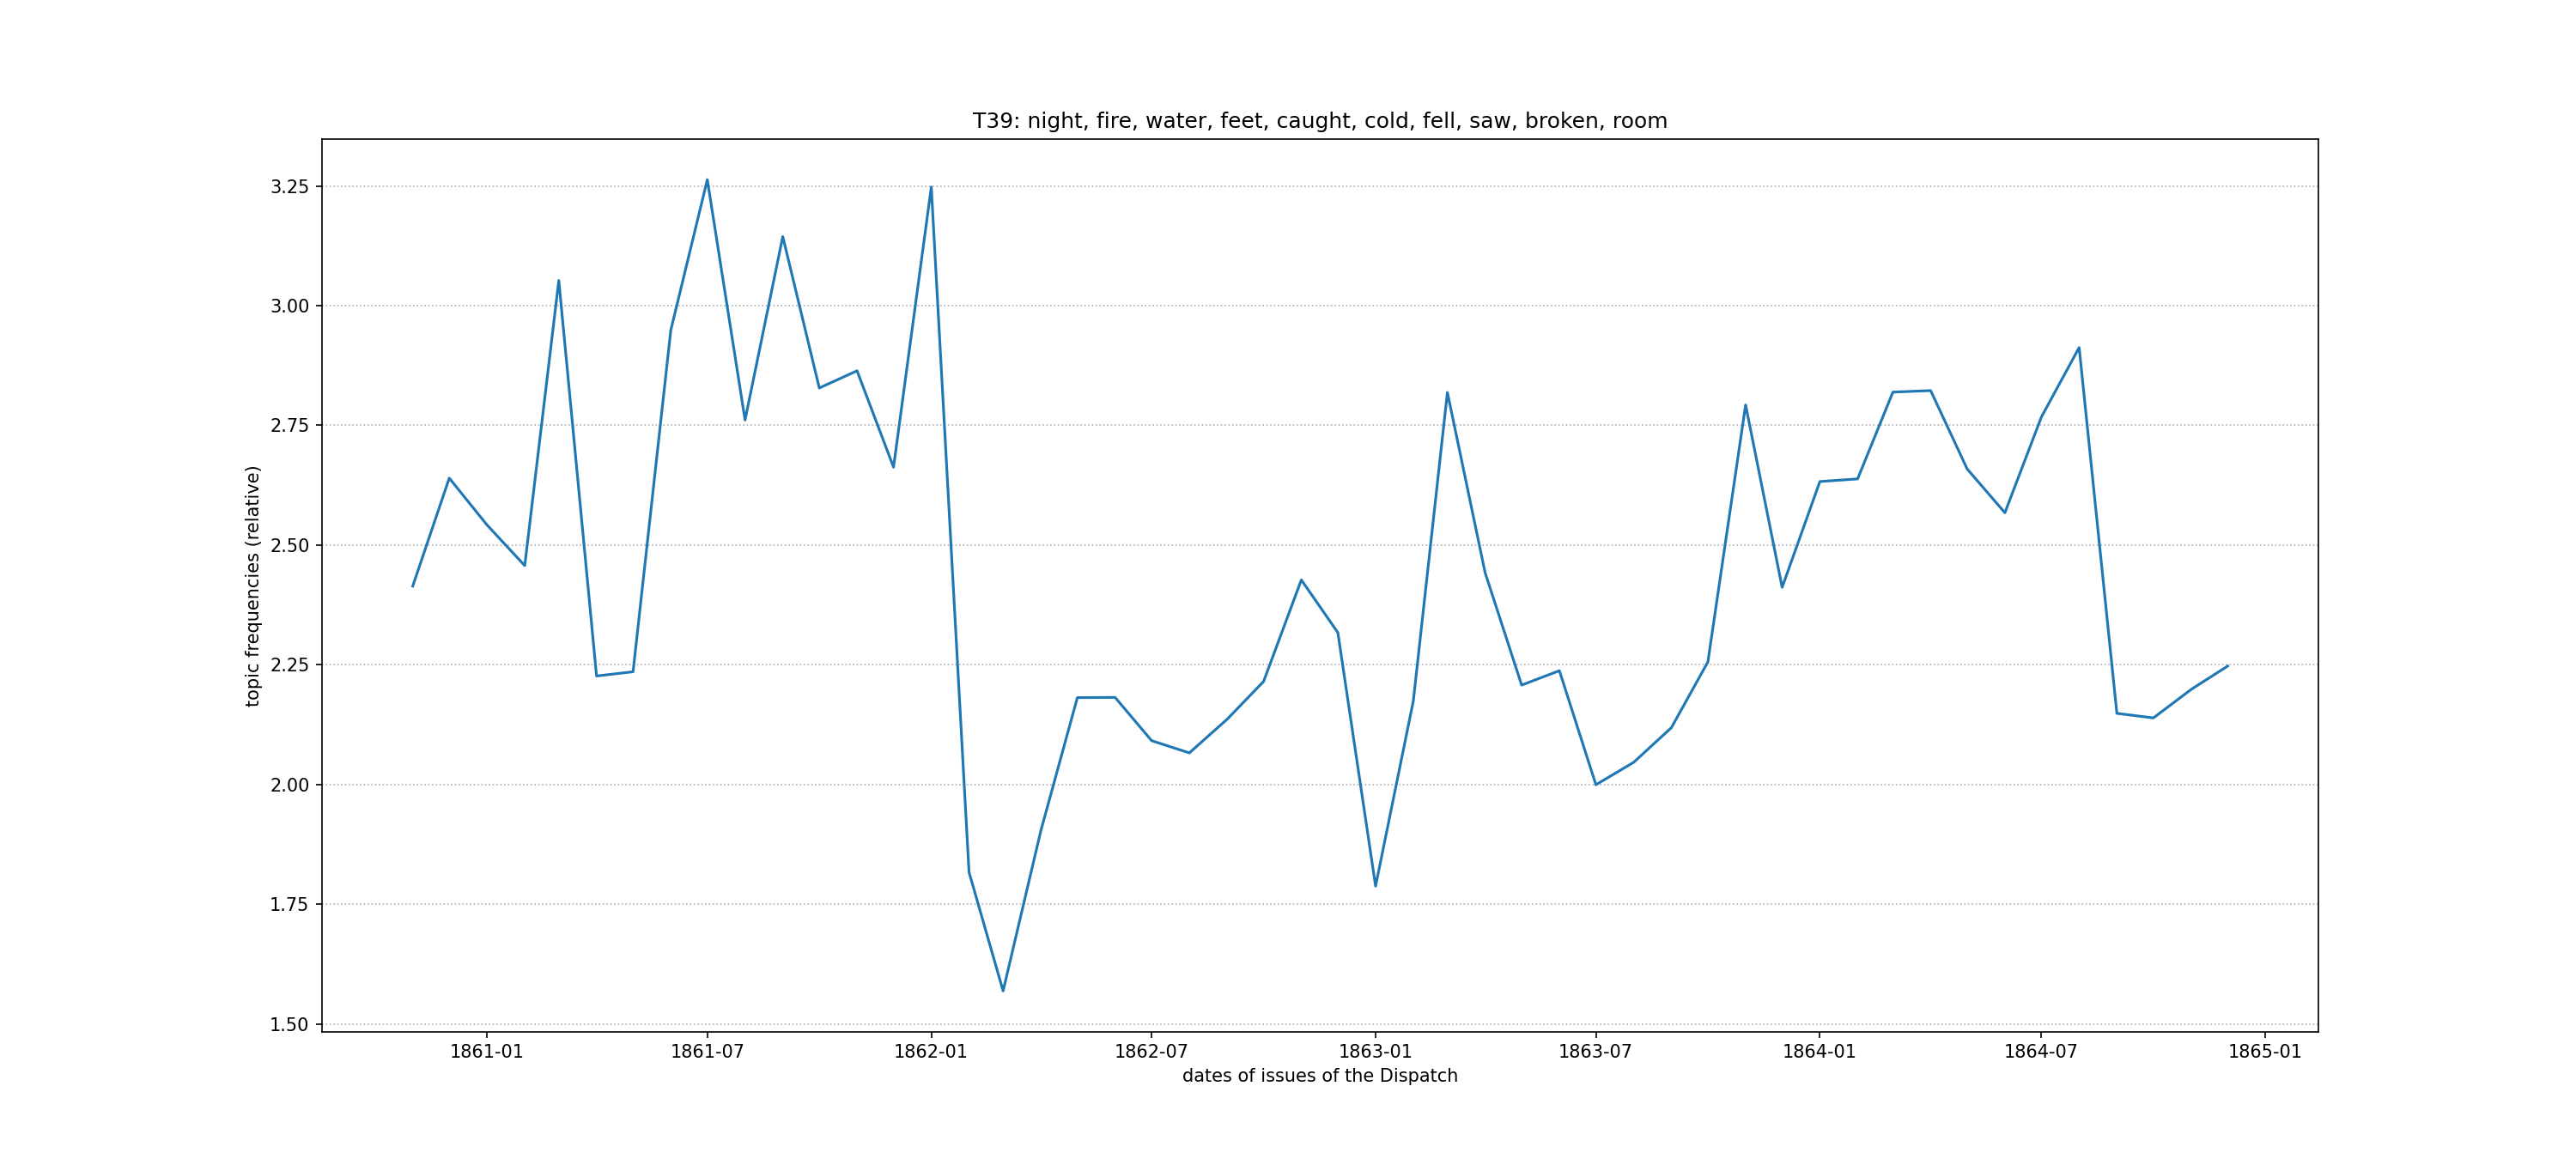 T39: night, fire, water, feet, caught, cold, fell, saw, broken, room
topic frequencies (relative)
3.25
3.00
2.75
2.50
2.25
2.00
1.75
1.50
1861-01 1861-07 1862-01 1862-07 1863-01 1863-07 1864-01 1864-07 1865-01
dates of issues of the Dispatch